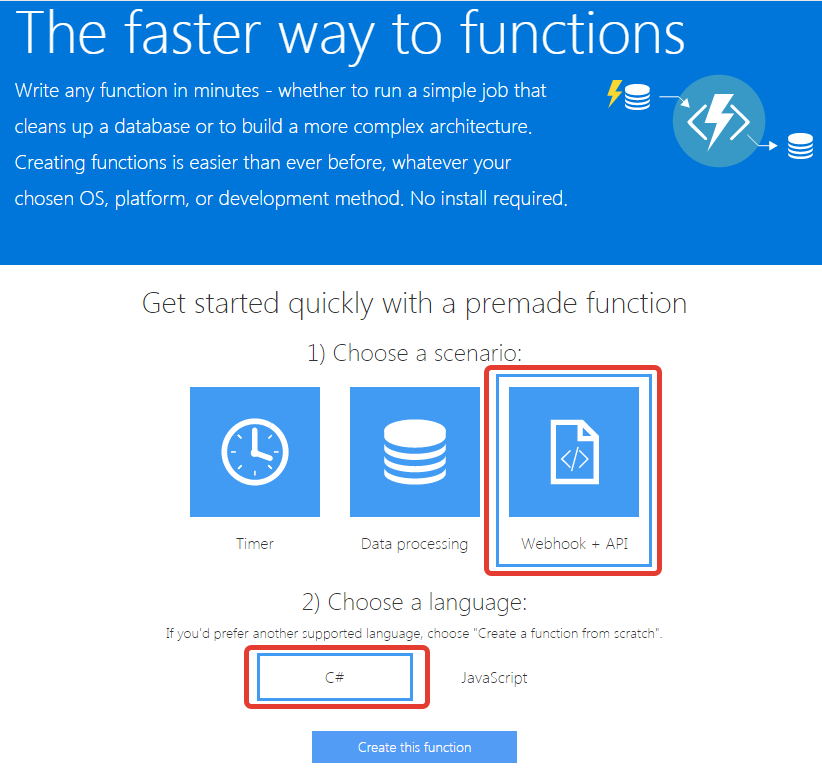 The faster way to functions
Write any function in minutes - whether to run a simple job that
cleans up a database or to build a more complex architecture.
Creating functions is easier than ever before, whatever your
chosen OS, platform, or development method. No install required.
Get started quickly with a premade function
1) Choose a scenario:
Timer
Data processing
Webhook + API
2) Choose a language:
If you'd prefer another supported language, choose "Create a function from scratch".
C#
JavaScript
Create this function